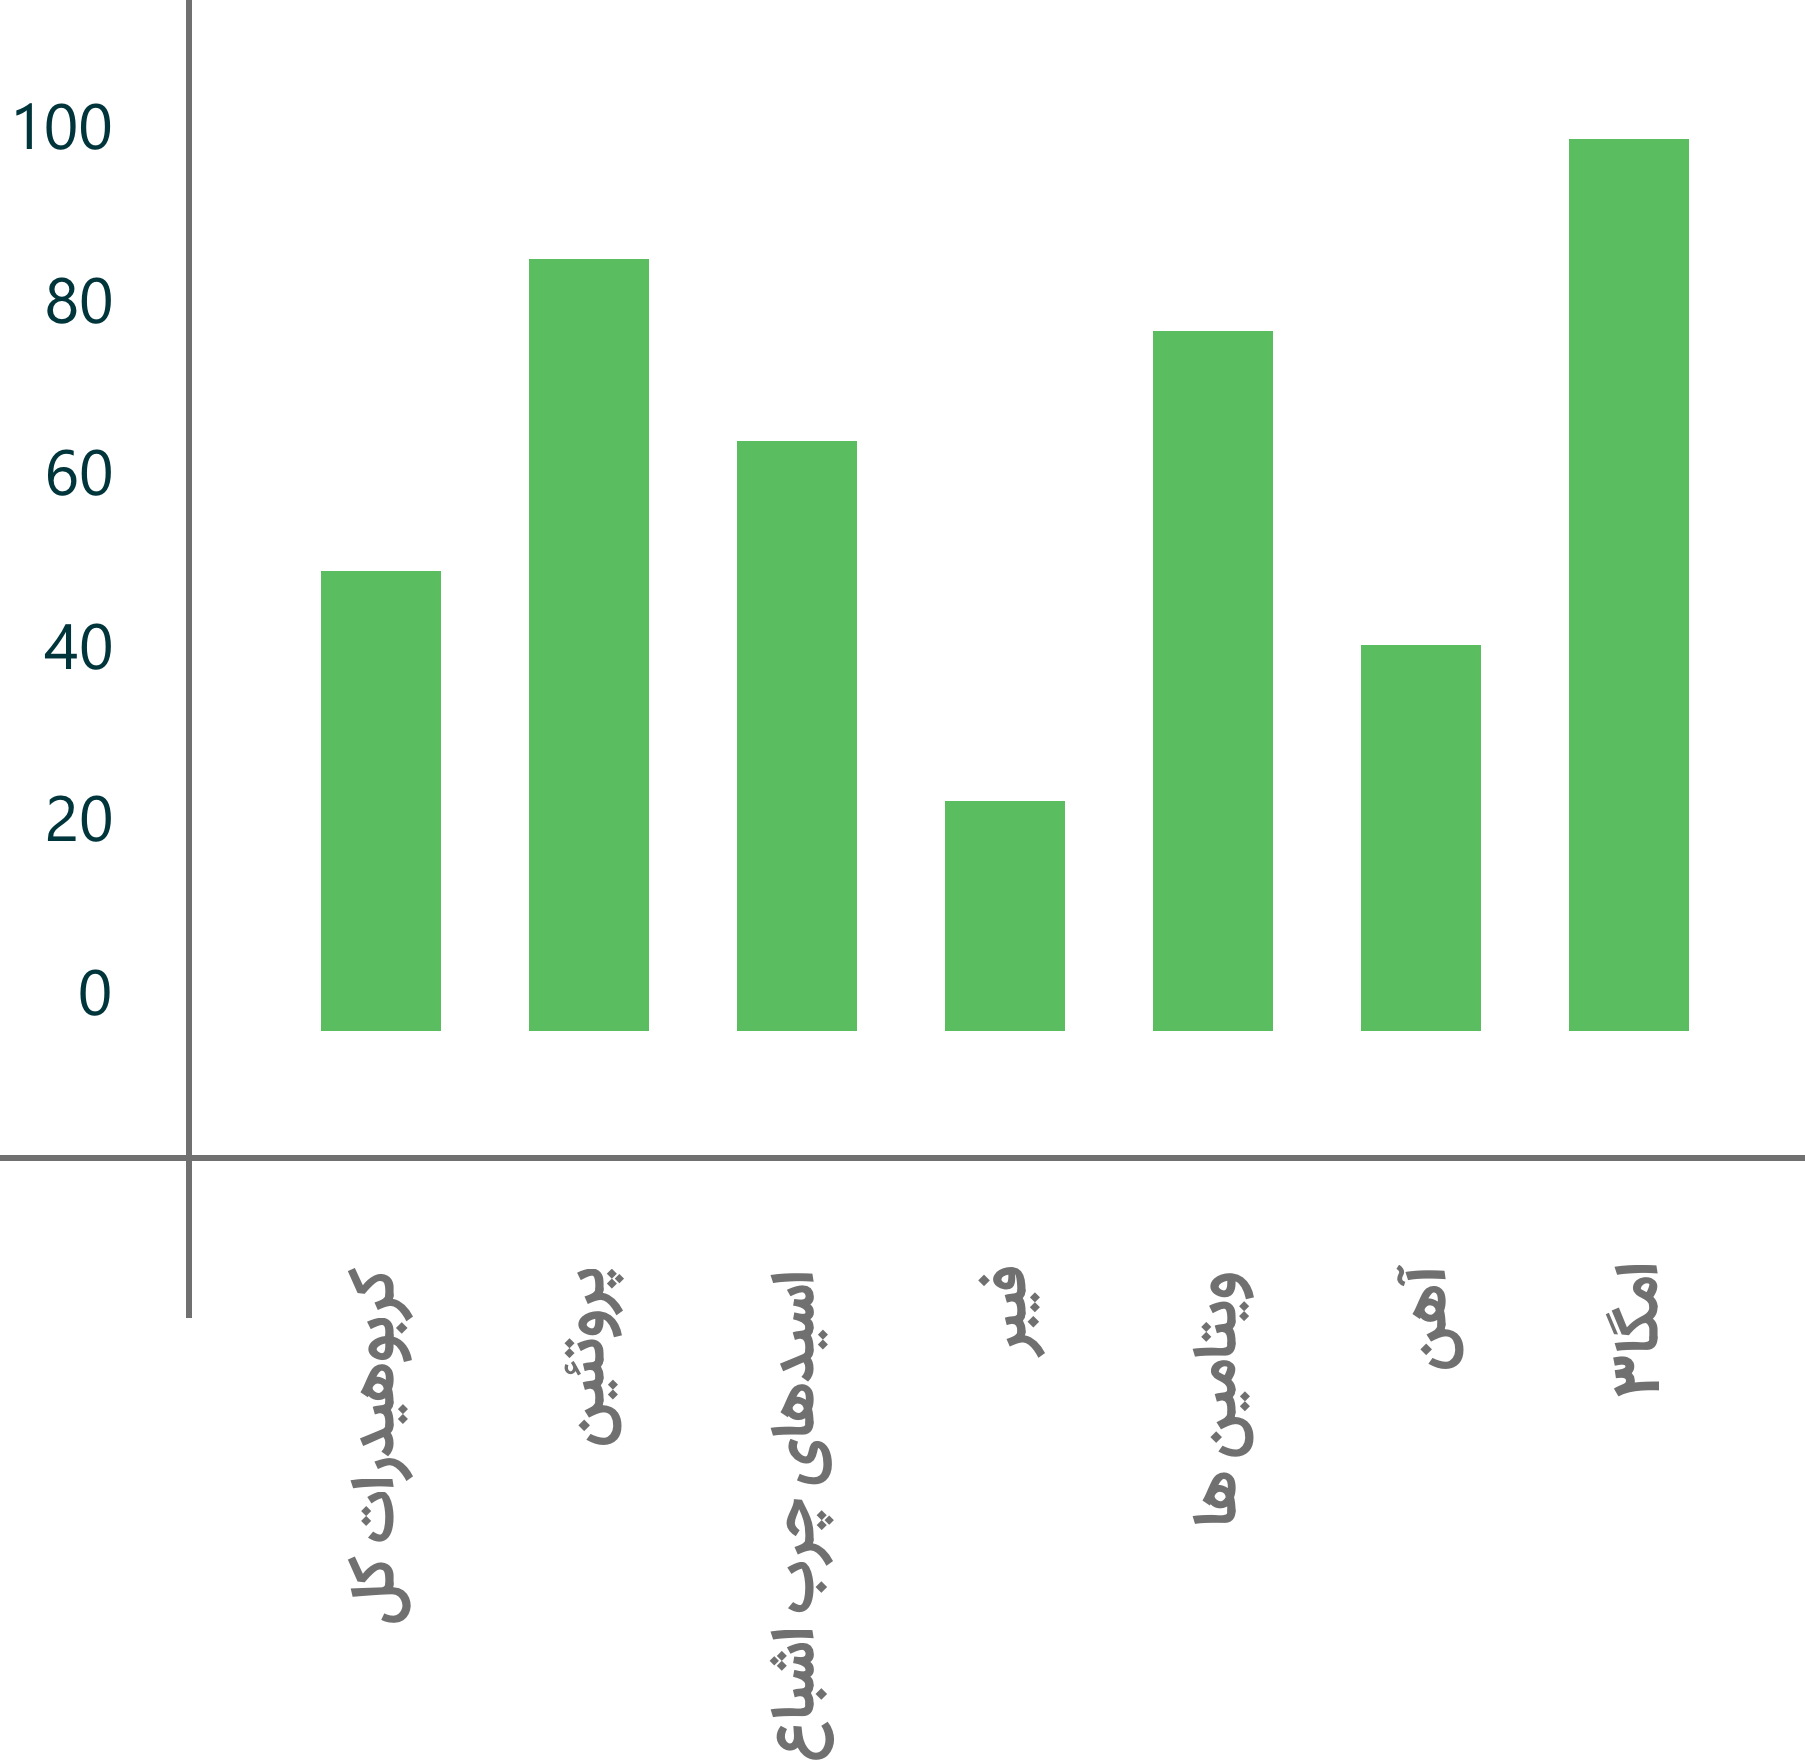 100
80
60
40
20
0
کربوهیدرات کل
پروتئین
اسیدهای چرب اشباع
فیبر
ویتامین ها
آهن
امگا۳